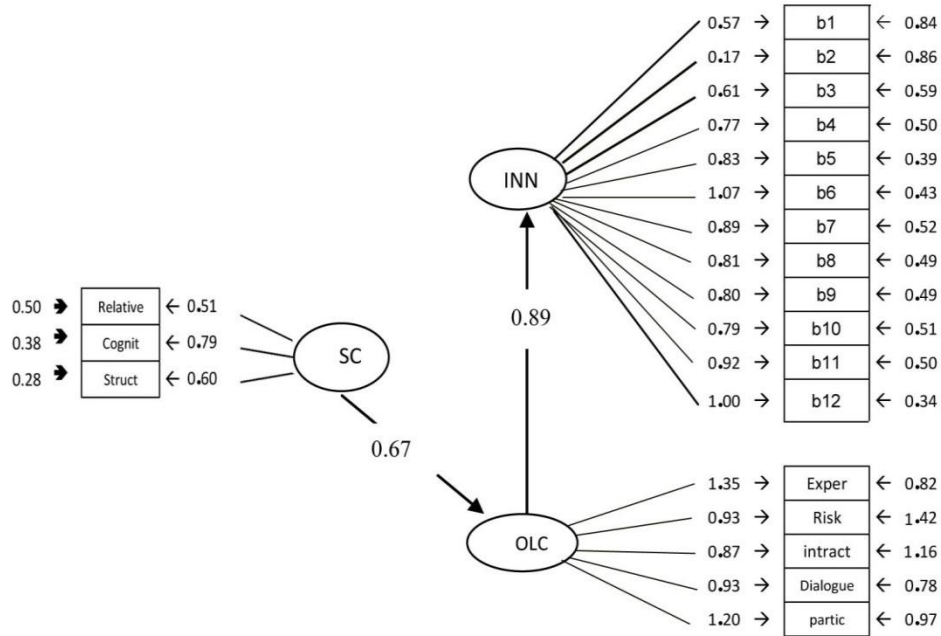 0.57 → b1 ← 0.84
0.17 → b2 ← 0.86
0.61 → b3 ← 0.59
0.77 → b4 ← 0.50
0.83 → b5 ← 0.39
1.07 → b6 ← 0.43
0.89 → b7 ← 0.52
0.81 → b8 ← 0.49
0.80 → b9 ← 0.49
0.79 → b10 ← 0.51
0.92 → b11 ← 0.50
1.00 → b12 ← 0.34
INN
0.89
0.50 → Relative ← 0.51
0.38 → Cognit ← 0.79
0.28 → Struct ← 0.60
SC
0.67
OLC
1.35 → Exper ← 0.82
0.93 → Risk ← 1.42
0.87 → intract ← 1.16
0.93 → Dialogue ← 0.78
1.20 → partic ← 0.97